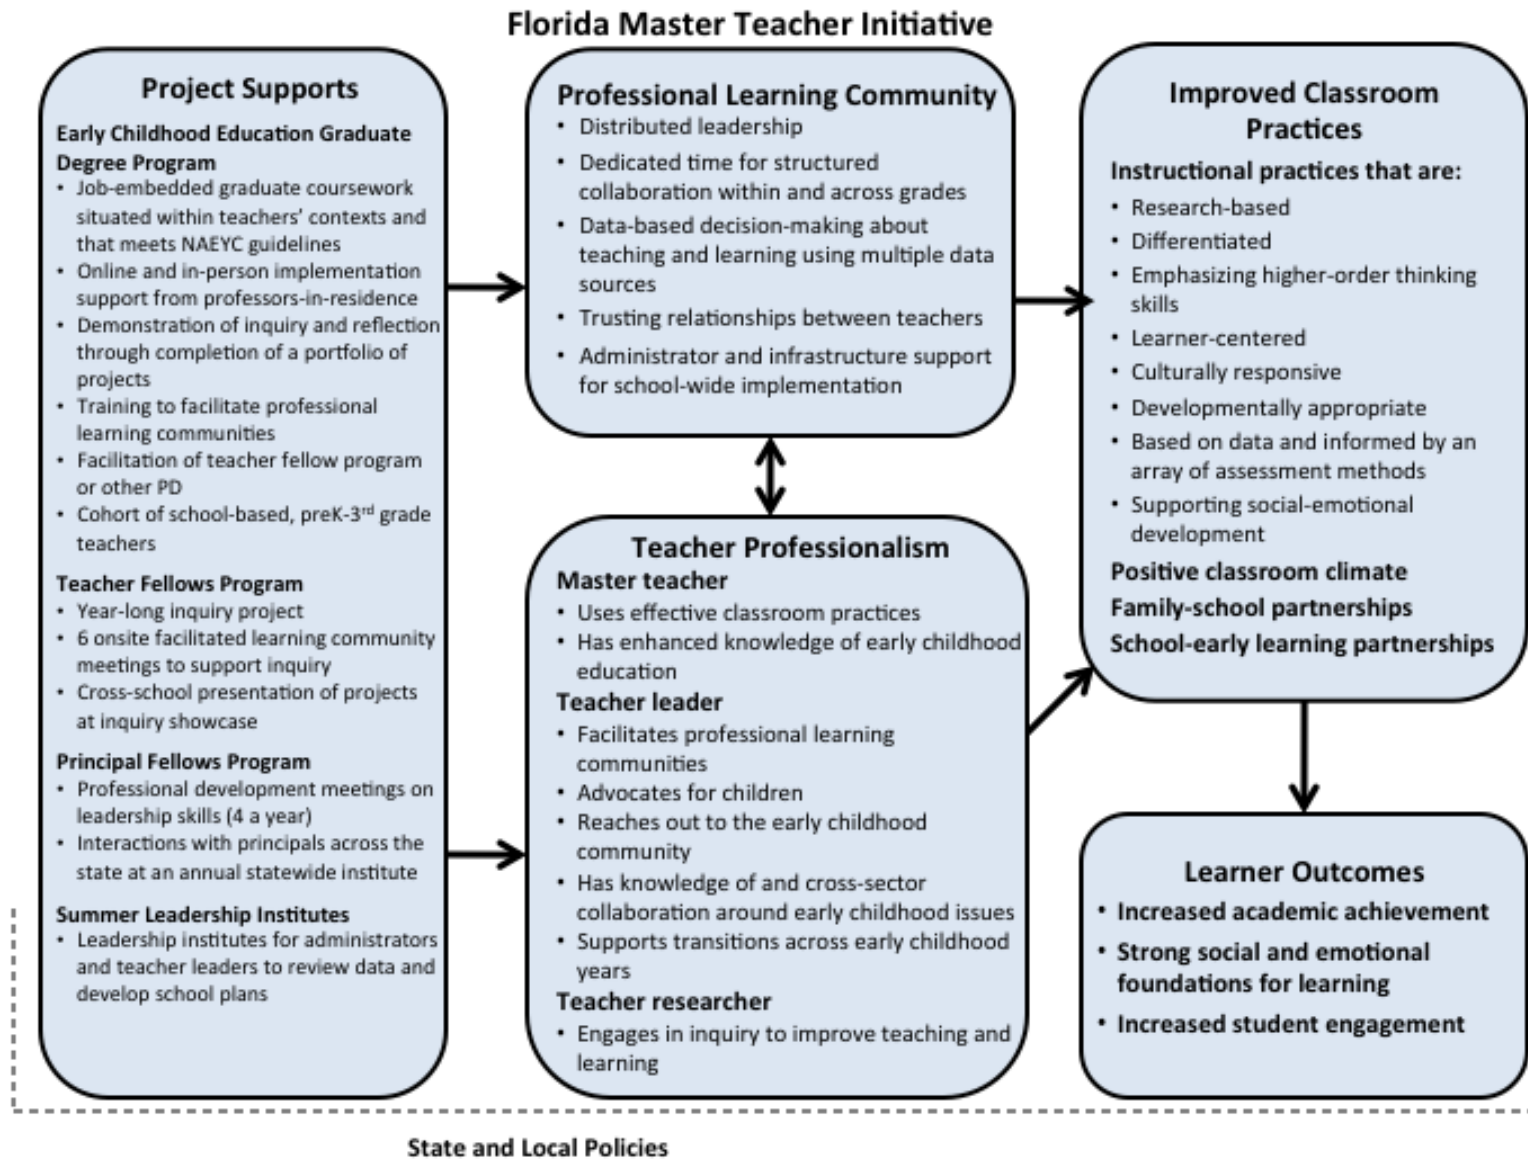 Florida Master Teacher Initiative
Project Supports
Early Childhood Education Graduate
Degree Program
• Job-embedded graduate coursework
situated within teachers' contexts and
that meets NAEYC guidelines
• Online and in-person implementation
support from professors-in-residence
• Demonstration of inquiry and reflection
through completion of a portfolio of
projects
• Training to facilitate professional
learning communities
• Facilitation of teacher fellow program
or other PD
• Cohort of school-based, preK-3rd grade
teachers
Teacher Fellows Program
• Year-long inquiry project
• 6 onsite facilitated learning community
meetings to support inquiry
• Cross-school presentation of projects
at inquiry showcase
Principal Fellows Program
• Professional development meetings on
leadership skills (4 a year)
• Interactions with principals across the
state at an annual statewide institute
Summer Leadership Institutes
• Leadership institutes for administrators
and teacher leaders to review data and
develop school plans
Professional Learning Community
• Distributed leadership
• Dedicated time for structured
collaboration within and across grades
• Data-based decision-making about
teaching and learning using multiple data
sources
• Trusting relationships between teachers
• Administrator and infrastructure support
for school-wide implementation
Teacher Professionalism
Master teacher
• Uses effective classroom practices
• Has enhanced knowledge of early childhood
education
Teacher leader
• Facilitates professional learning
communities
• Advocates for children
• Reaches out to the early childhood
community
• Has knowledge of and cross-sector
collaboration around early childhood issues
• Supports transitions across early childhood
years
Teacher researcher
• Engages in inquiry to improve teaching and
learning
Improved Classroom
Practices
Instructional practices that are:
• Research-based
• Differentiated
• Emphasizing higher-order thinking
skills
• Learner-centered
• Culturally responsive
• Developmentally appropriate
• Based on data and informed by an
array of assessment methods
• Supporting social-emotional
development
Positive classroom climate
Family-school partnerships
School-early learning partnerships
Learner Outcomes
• Increased academic achievement
• Strong social and emotional
foundations for learning
• Increased student engagement
State and Local Policies